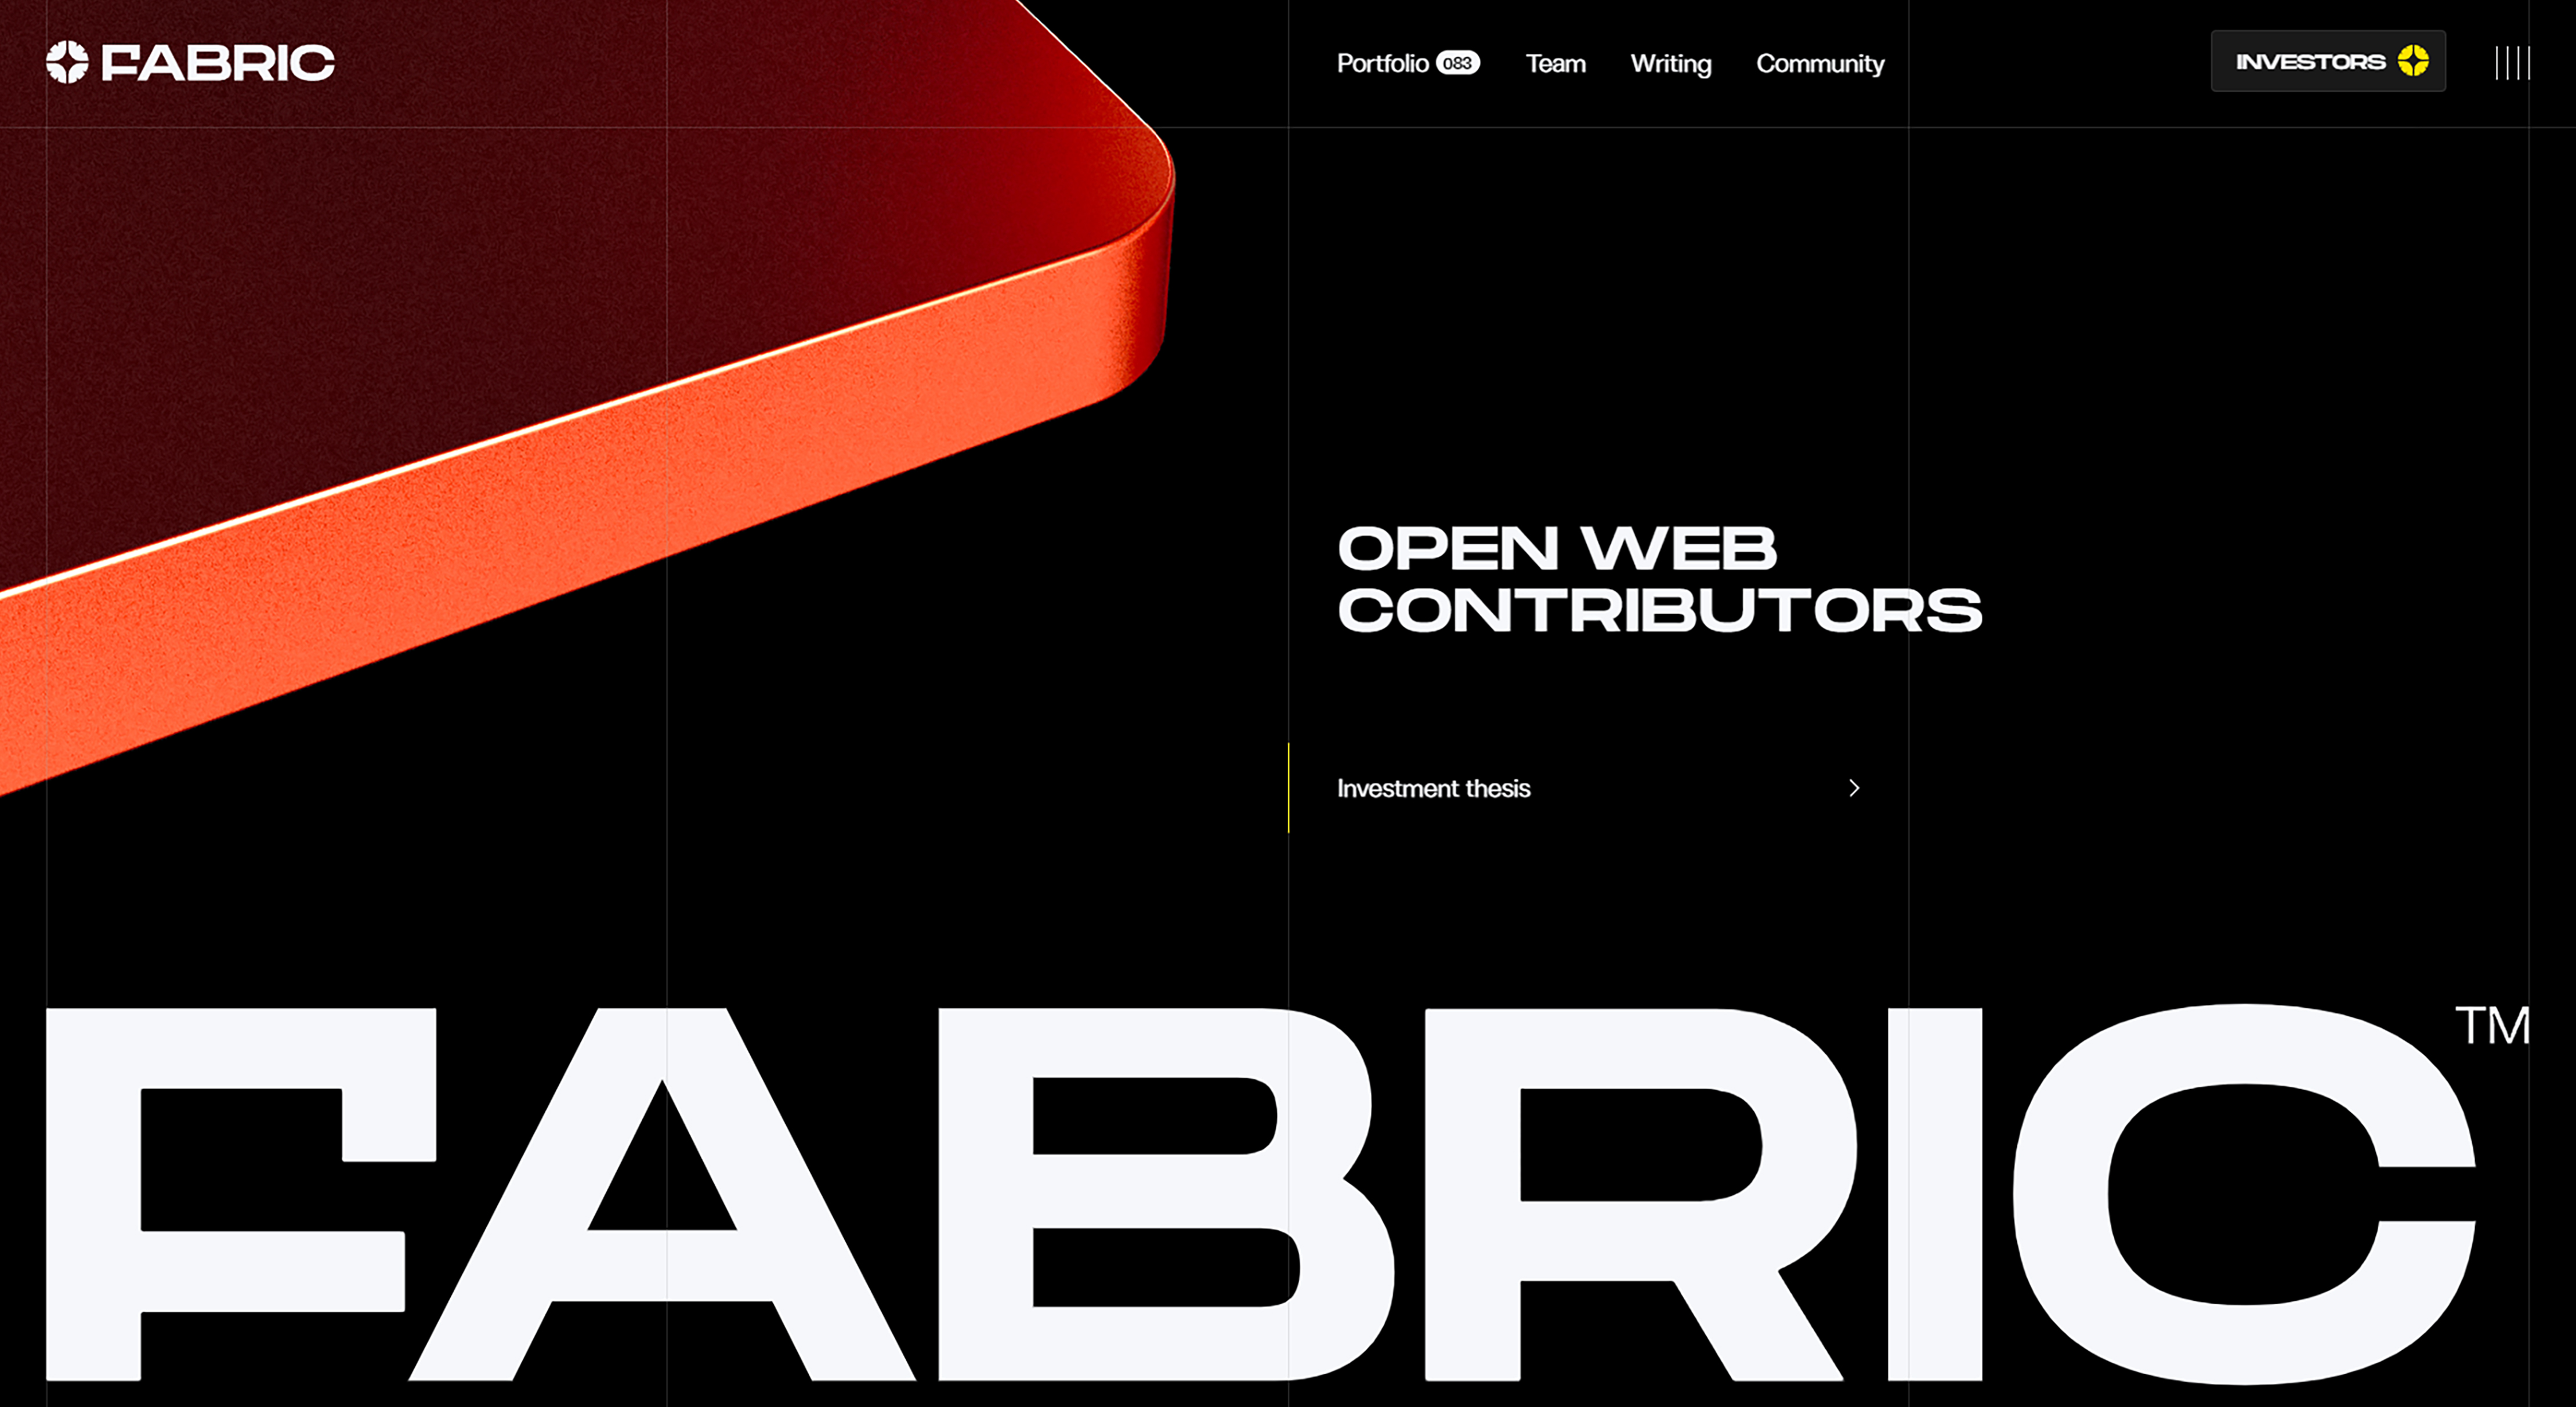 FABRIC
Portfolio 083 Team Writing Community
INVESTORS
OPEN WEB
CONTRIBUTORS
Investment thesis
FABRIC TM